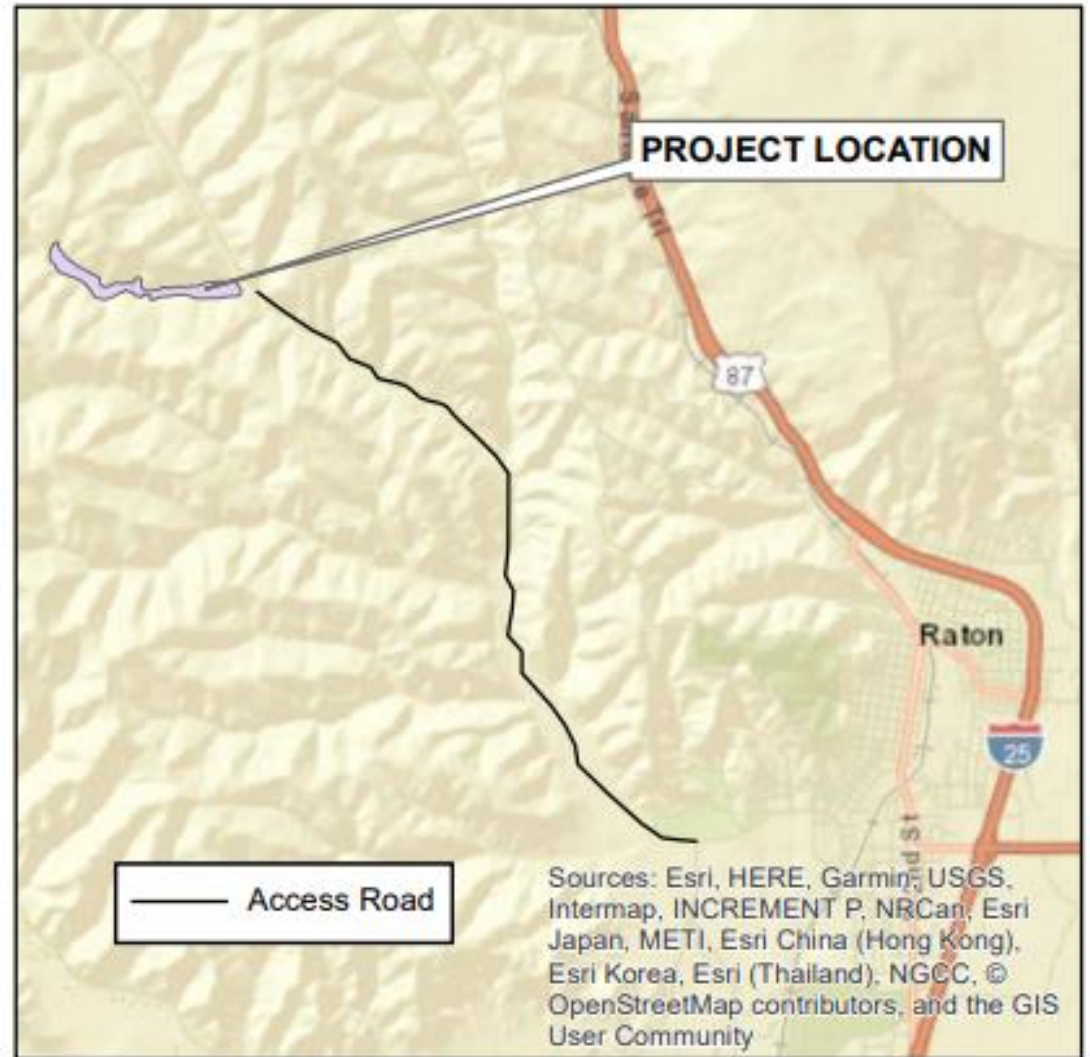 PROJECT LOCATION
87
Raton
25
Access Road
Sources: Esri, HERE, Garmin, USGS,
Intermap, INCREMENT P, NRCan, Esri
Japan, METI, Esri China (Hong Kong),
Esri Korea, Esri (Thailand), NGCC, ©
OpenStreetMap contributors, and the GIS
User Community